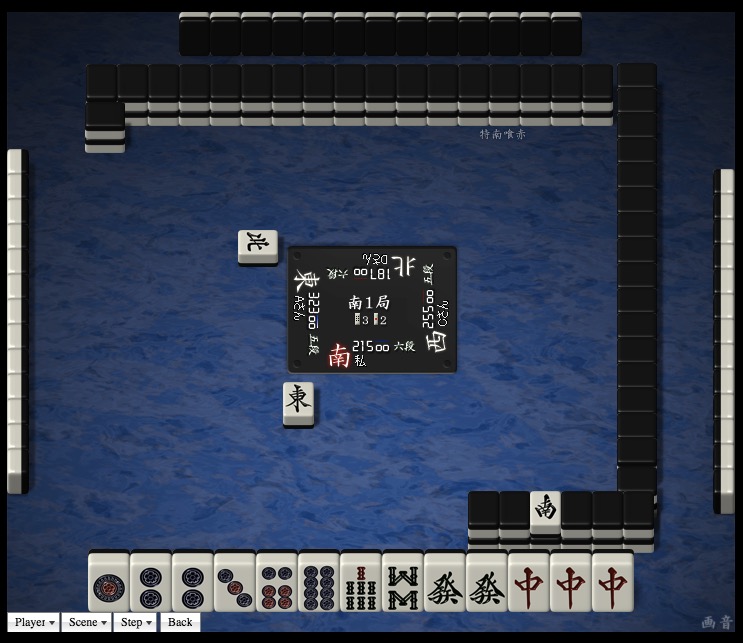 特南喰赤
北
北 Dさん
18700 六段
東 Aさん
32300 五段
南1局
3 2
25500 五段
西 Cさん
南 21500 六段
私
東
南
發 發 中 中 中
Player Scene Step Back
画音